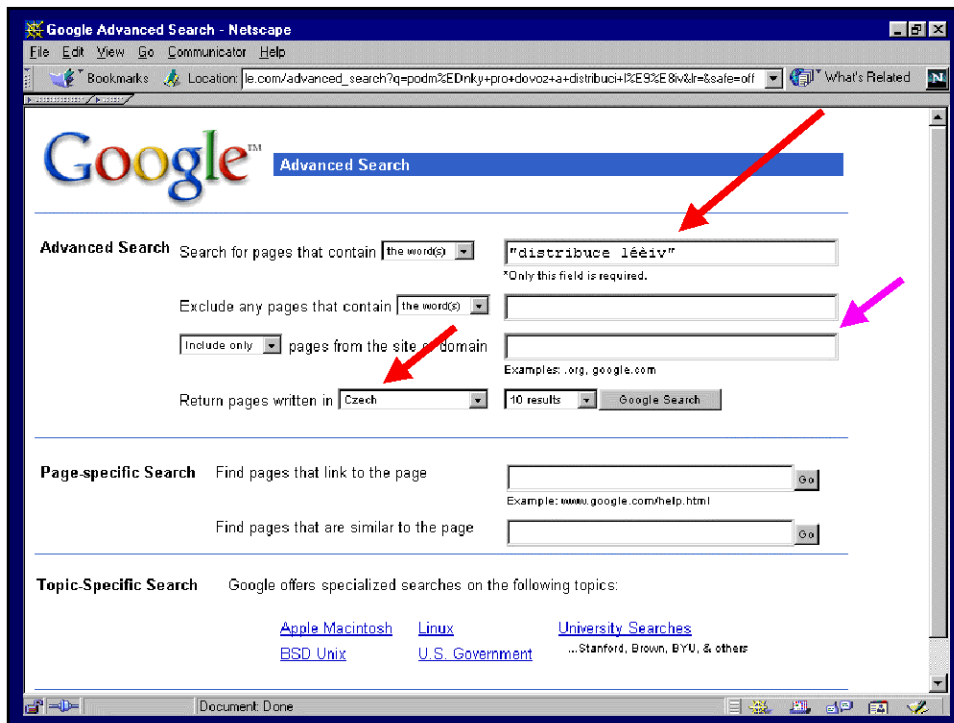 Google Advanced Search - Netscape
File Edit View Go Communicator Help
Bookmarks Location: le.com/advanced_search?q=podm%EDnky+pro+dovoz+a+distribuci+l%E9%E8iv&lr=&safe=off What's Related N
Google™ Advanced Search
Advanced Search Search for pages that contain the word(s) "distribuce léèiv"
*Only this field is required.
Exclude any pages that contain the word(s)
Include only pages from the site or domain
Examples: .org, google.com
Return pages written in Czech 10 results Google Search
Page-specific Search Find pages that link to the page Go
Example: www.google.com/help.html
Find pages that are similar to the page Go
Topic-Specific Search Google offers specialized searches on the following topics:
Apple Macintosh Linux University Searches
BSD Unix U.S. Government ...Stanford, Brown, BYU, & others
Document: Done